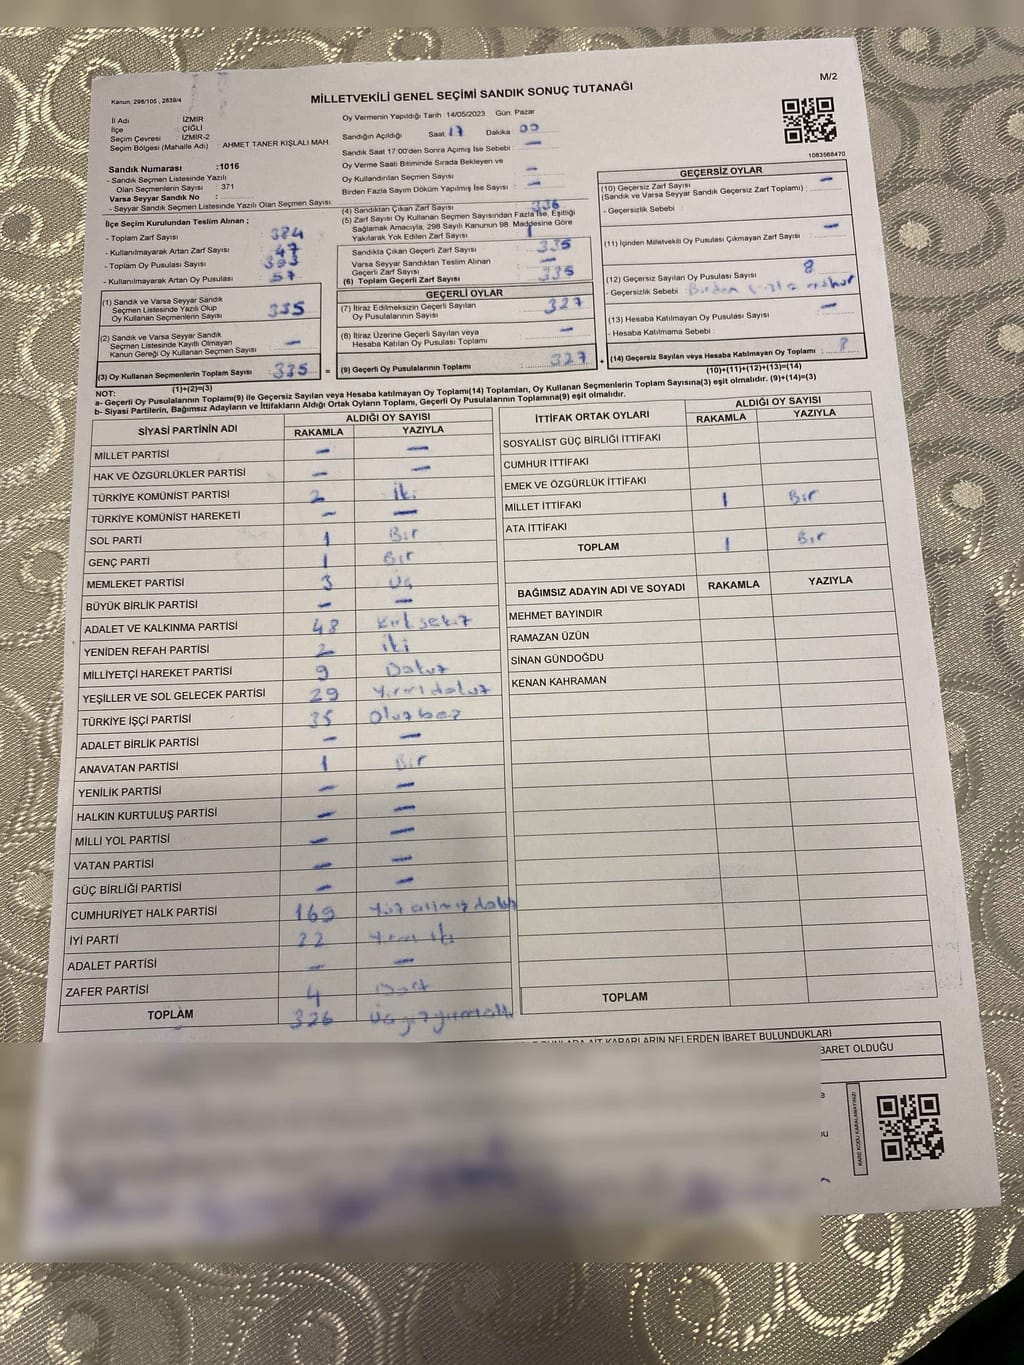 M/2
Kanun: 298/105 , 2839/4
MİLLETVEKİLİ GENEL SEÇİMİ SANDIK SONUÇ TUTANAĞI
İl Adı : İZMİR
İlçe : ÇİĞLİ
Seçim Çevresi : İZMİR-2
Seçim Bölgesi (Mahalle Adı) : AHMET TANER KIŞLALI MAH
Sandık Numarası :1016
- Sandık Seçmen Listesinde Yazılı
Olan Seçmenlerin Sayısı : 371
Varsa Seyyar Sandık No :
- Seyyar Sandık Seçmen Listesinde Yazılı Olan Seçmen Sayısı:
Oy Vermenin Yapıldığı Tarih :14/05/2023 Gün: Pazar
Sandığın Açıldığı Saat 17 Dakika 00
Sandık Saat 17:00'den Sonra Açımış İse Sebebi : —
Oy Verme Saati Bitiminde Sırada Bekleyen ve
Oy Kullandırılan Seçmen Sayısı : —
Birden Fazla Sayım Döküm Yapılmış İse Sayısı : —
1083568470
İlçe Seçim Kurulundan Teslim Alınan ;
- Toplam Zarf Sayısı : 384
- Kullanılmayarak Artan Zarf Sayısı : 47
- Toplam Oy Pusulası Sayısı :
- Kullanılmayarak Artan Oy Pusulası : 57
(1) Sandık ve Varsa Seyyar Sandık
Seçmen Listesinde Yazılı Olup
Oy Kullanan Seçmenlerin Sayısı : 335
(2) Sandık ve Varsa Seyyar Sandık
Seçmen Listesinde Kayıtlı Olmayan
Kanun Gereği Oy Kullanan Seçmen Sayısı : —
(3) Oy Kullanan Seçmenlerin Toplam Sayısı : 335
(1)+(2)=(3)
(4) Sandıktan Çıkan Zarf Sayısı : 336
(5) Zarf Sayısı Oy Kullanan Seçmen Sayısından Fazla İse, Eşitliği
Sağlamak Amacıyla, 298 Sayılı Kanunun 98. Maddesine Göre
Yakılarak Yok Edilen Zarf Sayısı : 1
Sandıkta Çıkan Geçerli Zarf Sayısı : 335
Varsa Seyyar Sandıktan Teslim Alınan
Geçerli Zarf Sayısı : —
(6) Toplam Geçerli Zarf Sayısı : 335
GEÇERLİ OYLAR
(7) İtiraz Edilmeksizin Geçerli Sayılan
Oy Pusulalarının Sayısı : 327
(8) İtiraz Üzerine Geçerli Sayılan veya
Hesaba Katılan Oy Pusulası Toplamı : —
(9) Geçerli Oy Pusulalarının Toplamı : 327
GEÇERSİZ OYLAR
(10) Geçersiz Zarf Sayısı
(Sandık ve Varsa Seyyar Sandık Geçersiz Zarf Toplamı) : —
- Geçersizlik Sebebi :
(11) İçinden Milletvekili Oy Pusulası Çıkmayan Zarf Sayısı : —
(12) Geçersiz Sayılan Oy Pusulası Sayısı : 8
- Geçersizlik Sebebi : Birden fazla mühür
(13) Hesaba Katılmayan Oy Pusulası Sayısı : —
- Hesaba Katılmama Sebebi :
(14) Geçersiz Sayılan veya Hesaba Katılmayan Oy Toplamı :
(10)+(11)+(12)+(13)=(14)
NOT:
a- Geçerli Oy Pusulalarının Toplamı(9) ile Geçersiz Sayılan veya Hesaba katılmayan Oy Toplamı(14) Toplamları, Oy Kullanan Seçmenlerin Toplam Sayısına(3) eşit olmalıdır. (9)+(14)=(3)
b- Siyasi Partilerin, Bağımsız Adayların ve İttifakların Aldığı Ortak Oyların Toplamı, Geçerli Oy Pusulalarının Toplamına(9) eşit olmalıdır.
SİYASİ PARTİNİN ADI ALDIĞI OY SAYISI
RAKAMLA YAZIYLA
MİLLET PARTİSİ — —
HAK VE ÖZGÜRLÜKLER PARTİSİ — —
TÜRKİYE KOMÜNİST PARTİSİ 2 İki
TÜRKİYE KOMÜNİST HAREKETİ — —
SOL PARTİ 1 Bir
GENÇ PARTİ 1 Bir
MEMLEKET PARTİSİ 3 Üç
BÜYÜK BİRLİK PARTİSİ — —
ADALET VE KALKINMA PARTİSİ 48 Kırksekiz
YENİDEN REFAH PARTİSİ 2 İki
MİLLİYETÇİ HAREKET PARTİSİ 9 Dokuz
YEŞİLLER VE SOL GELECEK PARTİSİ 29 Yirmidokuz
TÜRKİYE İŞÇİ PARTİSİ 35 Otuzbeş
ADALET BİRLİK PARTİSİ — —
ANAVATAN PARTİSİ 1 Bir
YENİLİK PARTİSİ — —
HALKIN KURTULUŞ PARTİSİ — —
MİLLİ YOL PARTİSİ — —
VATAN PARTİSİ — —
GÜÇ BİRLİĞİ PARTİSİ — —
CUMHURİYET HALK PARTİSİ 169 Yüz altmış dokuz
İYİ PARTİ 22 Yirmi iki
ADALET PARTİSİ — —
ZAFER PARTİSİ 4 Dört
TOPLAM 326 Üçyüzyirmialtı
İTTİFAK ORTAK OYLARI ALDIĞI OY SAYISI
RAKAMLA YAZIYLA
SOSYALİST GÜÇ BİRLİĞİ İTTİFAKI
CUMHUR İTTİFAKI
EMEK VE ÖZGÜRLÜK İTTİFAKI
MİLLET İTTİFAKI 1 Bir
ATA İTTİFAKI
TOPLAM 1 Bir
BAĞIMSIZ ADAYIN ADI VE SOYADI RAKAMLA YAZIYLA
MEHMET BAYINDIR
RAMAZAN ÜZÜN
SİNAN GÜNDOĞDU
KENAN KAHRAMAN
TOPLAM
KARARLARIN NELERDEN İBARET BULUNDUKLARI
BARET OLDUĞU
KARE KODU KARALAMAYINIZ!